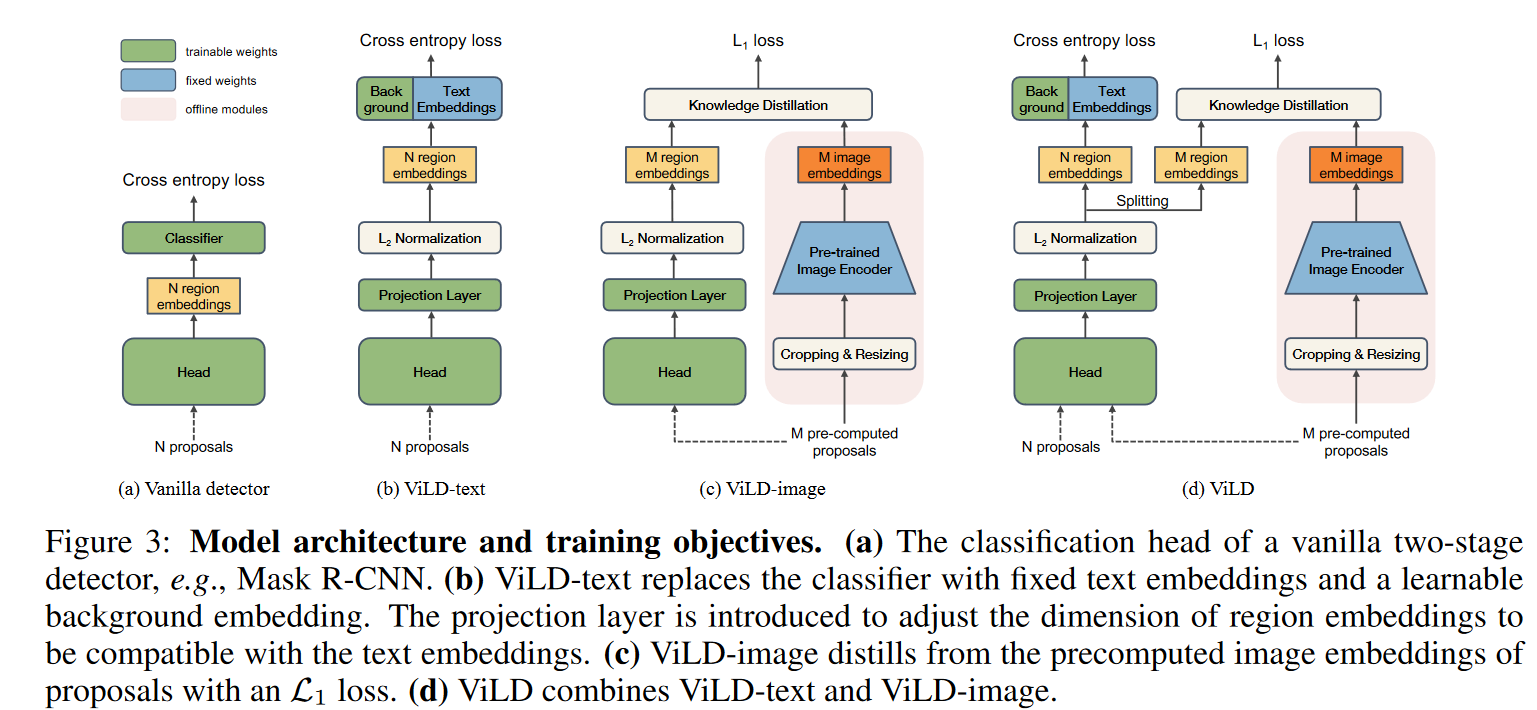 trainable weights
fixed weights
offline modules
Cross entropy loss
Classifier
N region
embeddings
Head
N proposals
(a) Vanilla detector
Cross entropy loss
Back
ground
Text
Embeddings
N region
embeddings
L2 Normalization
Projection Layer
Head
N proposals
(b) ViLD-text
L1 loss
Knowledge Distillation
M region
embeddings
M image
embeddings
L2 Normalization
Pre-trained
Image Encoder
Projection Layer
Cropping & Resizing
Head
M pre-computed
proposals
(c) ViLD-image
Cross entropy loss
L1 loss
Back
ground
Text
Embeddings
Knowledge Distillation
N region
embeddings
M region
embeddings
M image
embeddings
Splitting
L2 Normalization
Pre-trained
Image Encoder
Projection Layer
Cropping & Resizing
Head
N proposals
M pre-computed
proposals
(d) ViLD
Figure 3: Model architecture and training objectives. (a) The classification head of a vanilla two-stage
detector, e.g., Mask R-CNN. (b) ViLD-text replaces the classifier with fixed text embeddings and a learnable
background embedding. The projection layer is introduced to adjust the dimension of region embeddings to
be compatible with the text embeddings. (c) ViLD-image distills from the precomputed image embeddings of
proposals with an L1 loss. (d) ViLD combines ViLD-text and ViLD-image.